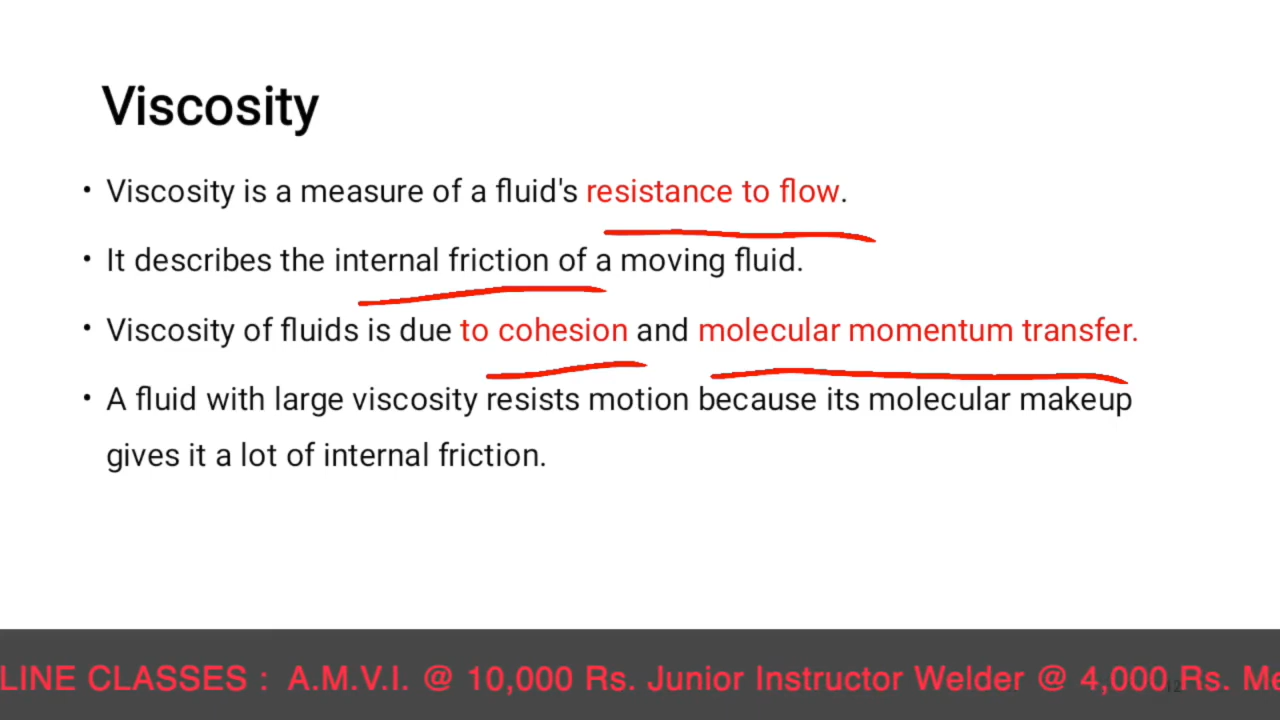 Viscosity
• Viscosity is a measure of a fluid's resistance to flow.
• It describes the internal friction of a moving fluid.
• Viscosity of fluids is due to cohesion and molecular momentum transfer.
• A fluid with large viscosity resists motion because its molecular makeup
gives it a lot of internal friction.
LINE CLASSES : A.M.V.I. @ 10,000 Rs. Junior Instructor Welder @ 4,000 Rs. Me
12